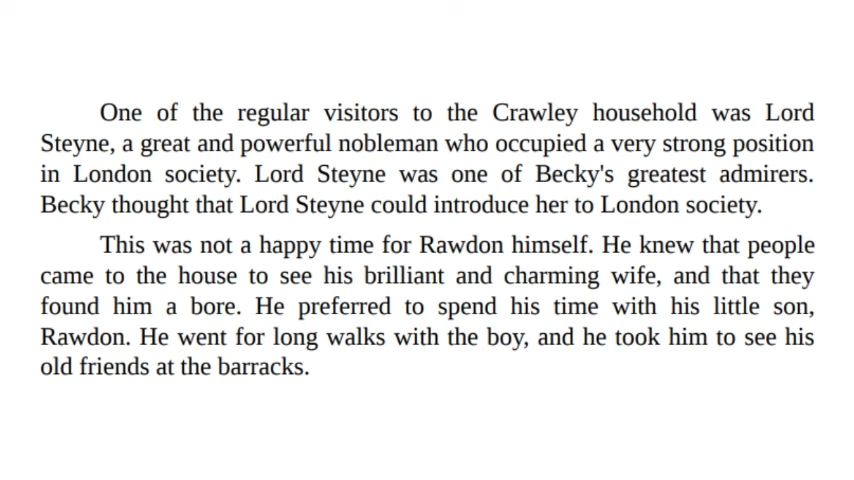 One of the regular visitors to the Crawley household was Lord
Steyne, a great and powerful nobleman who occupied a very strong position
in London society. Lord Steyne was one of Becky's greatest admirers.
Becky thought that Lord Steyne could introduce her to London society.
This was not a happy time for Rawdon himself. He knew that people
came to the house to see his brilliant and charming wife, and that they
found him a bore. He preferred to spend his time with his little son,
Rawdon. He went for long walks with the boy, and he took him to see his
old friends at the barracks.